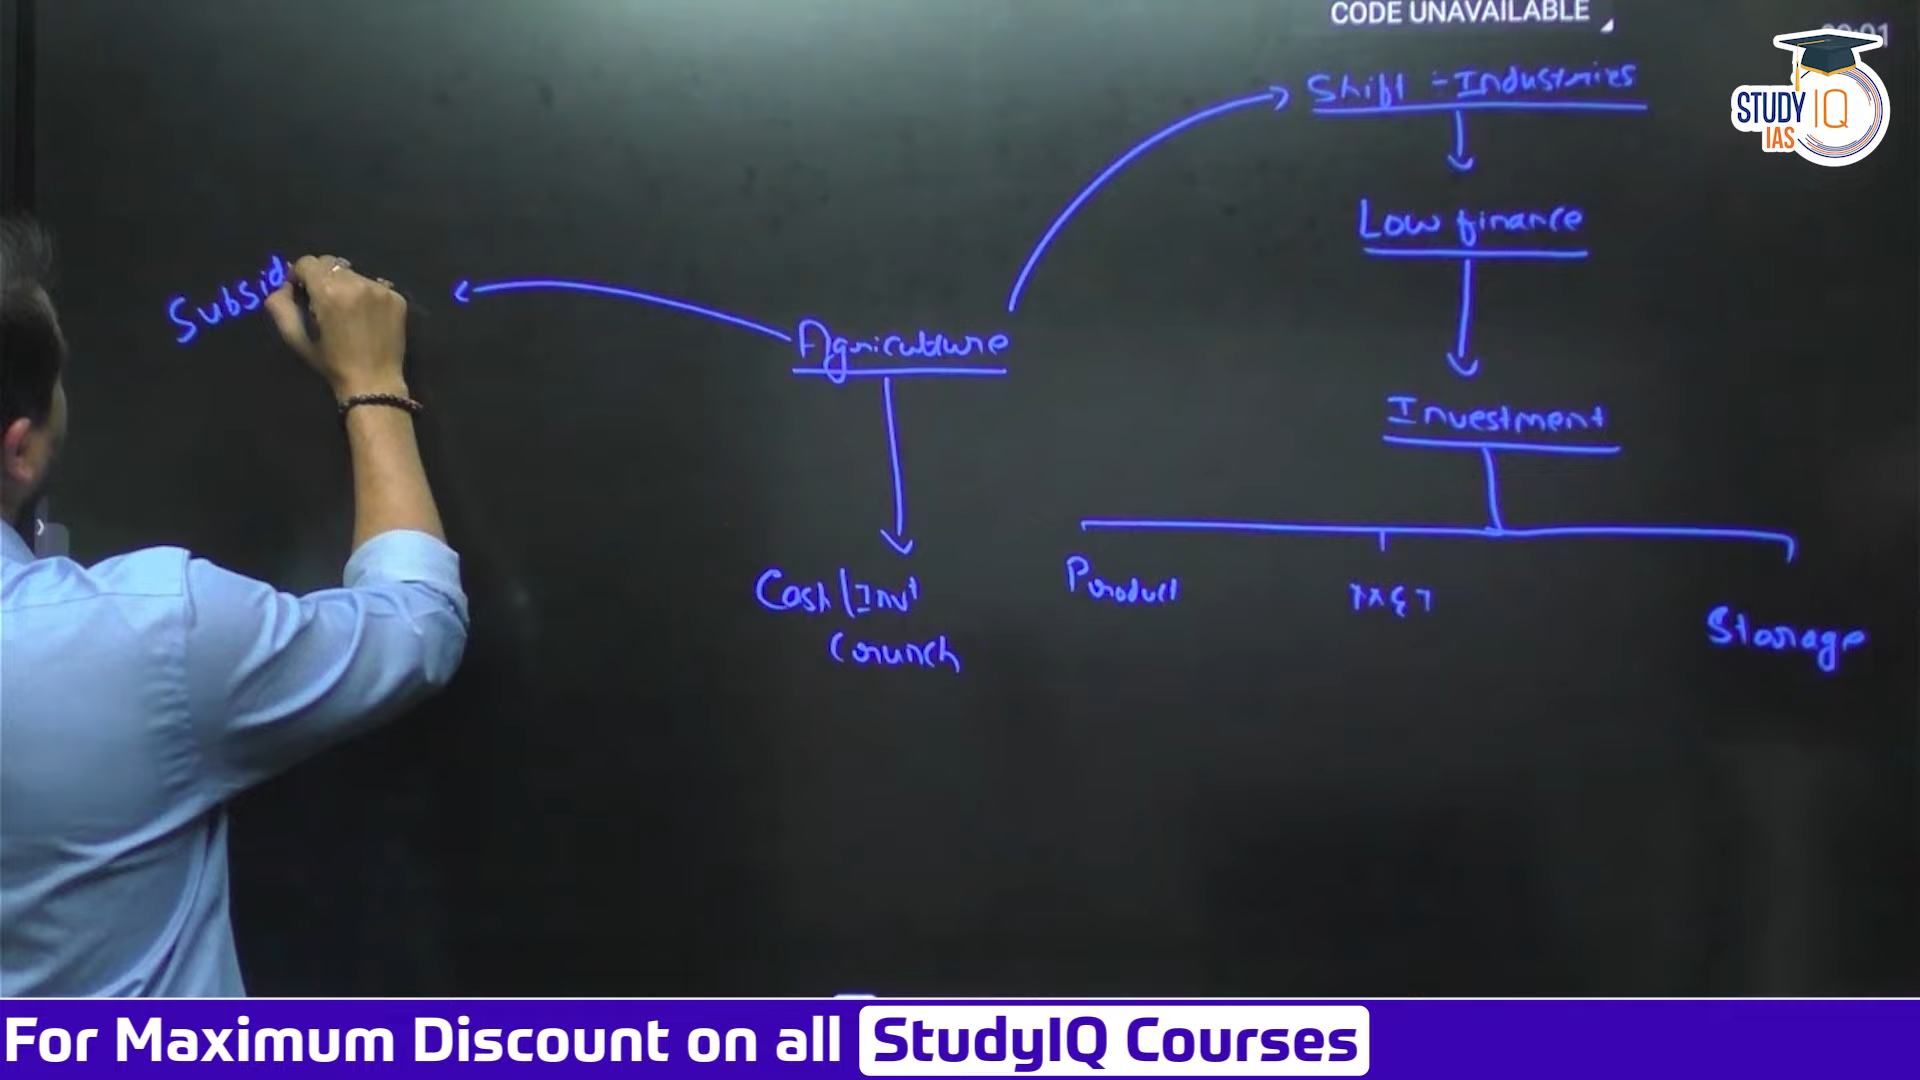 CODE UNAVAILABLE
STUDY IQ
IAS
Shift - Industries
Low finance
Subsid
Agriculture
Investment
Product
Cash/Invt
Crunch
Storage
For Maximum Discount on all StudyIQ Courses